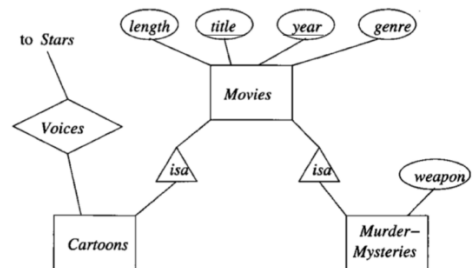 length
title
year
genre
to Stars
Movies
Voices
isa
isa
weapon
Cartoons
Murder–
Mysteries